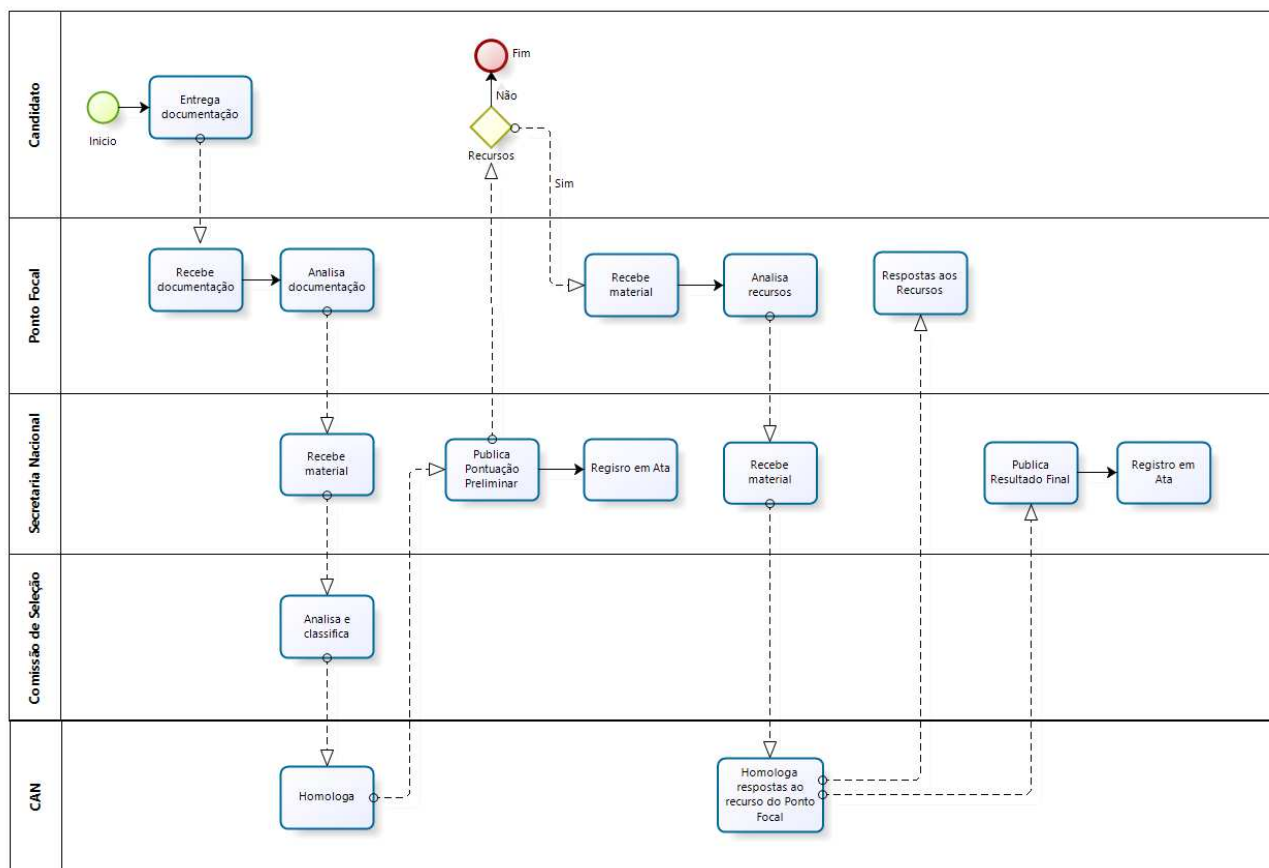 Candidato
Inicio
Entrega
documentação
Fim
Não
Recursos
Sim
Ponto Focal
Recebe
documentação
Analisa
documentação
Recebe
material
Analisa
recursos
Respostas aos
Recursos
Secretaria Nacional
Recebe
material
Publica
Pontuação
Preliminar
Regisro em Ata
Recebe
material
Publica
Resultado Final
Registro em
Ata
Comissão de Seleção
Analisa e
classifica
CAN
Homologa
Homologa
respostas ao
recurso do Ponto
Focal